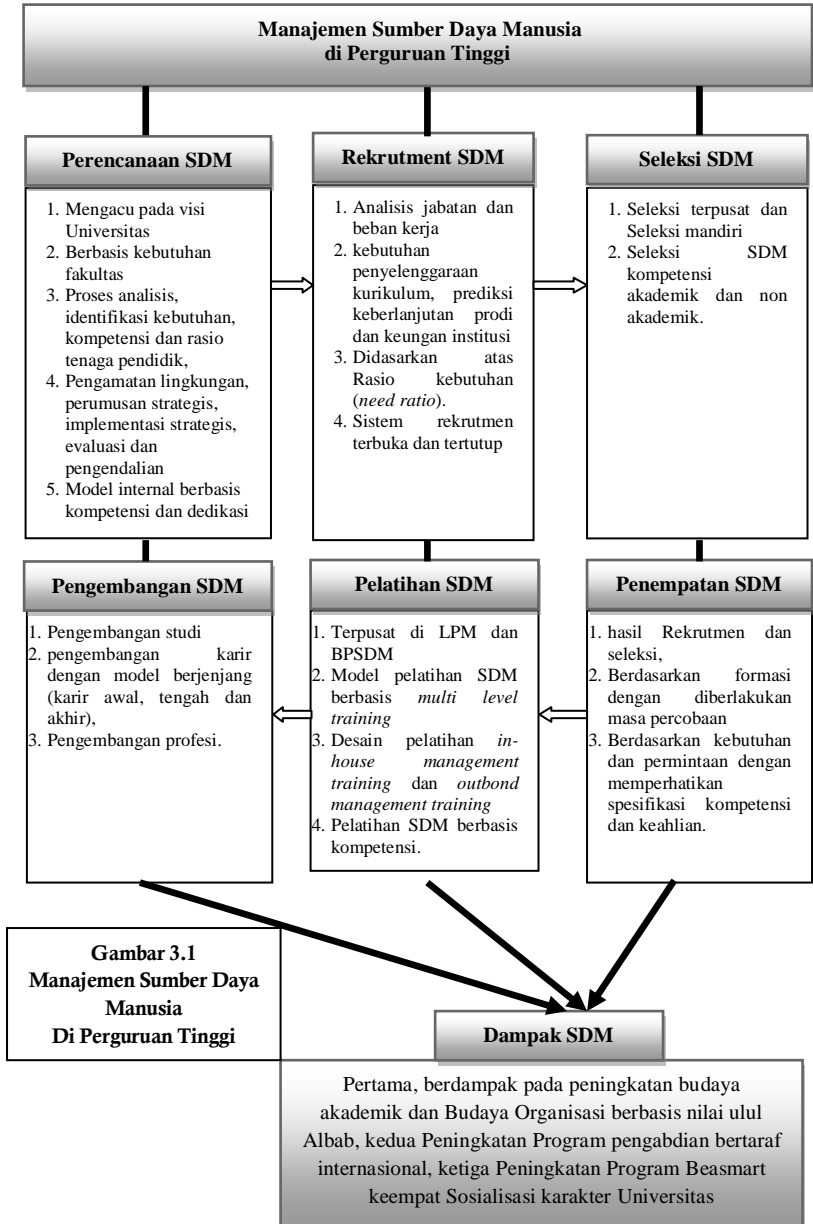 Manajemen Sumber Daya Manusia
di Perguruan Tinggi
Perencanaan SDM
1. Mengacu pada visi
Universitas
2. Berbasis kebutuhan
fakultas
3. Proses analisis,
identifikasi kebutuhan,
kompetensi dan rasio
tenaga pendidik,
4. Pengamatan lingkungan,
perumusan strategis,
implementasi strategis,
evaluasi dan
pengendalian
5. Model internal berbasis
kompetensi dan dedikasi
Rekrutment SDM
1. Analisis jabatan dan
beban kerja
2. kebutuhan
penyelenggaraan
kurikulum, prediksi
keberlanjutan prodi
dan keungan institusi
3. Didasarkan atas
Rasio kebutuhan
(need ratio).
4. Sistem rekrutmen
terbuka dan tertutup
Seleksi SDM
1. Seleksi terpusat dan
Seleksi mandiri
2. Seleksi SDM
kompetensi
akademik dan non
akademik.
Pengembangan SDM
1. Pengembangan studi
2. pengembangan karir
dengan model berjenjang
(karir awal, tengah dan
akhir),
3. Pengembangan profesi.
Pelatihan SDM
1. Terpusat di LPM dan
BPSDM
2. Model pelatihan SDM
berbasis multi level
training
3. Desain pelatihan in-
house management
training dan outbond
management training
4. Pelatihan SDM berbasis
kompetensi.
Penempatan SDM
1. hasil Rekrutmen dan
seleksi,
2. Berdasarkan formasi
dengan diberlakukan
masa percobaan
3. Berdasarkan kebutuhan
dan permintaan dengan
memperhatikan
spesifikasi kompetensi
dan keahlian.
Gambar 3.1
Manajemen Sumber Daya
Manusia
Di Perguruan Tinggi
Dampak SDM
Pertama, berdampak pada peningkatan budaya
akademik dan Budaya Organisasi berbasis nilai ulul
Albab, kedua Peningkatan Program pengabdian bertaraf
internasional, ketiga Peningkatan Program Beasmart
keempat Sosialisasi karakter Universitas